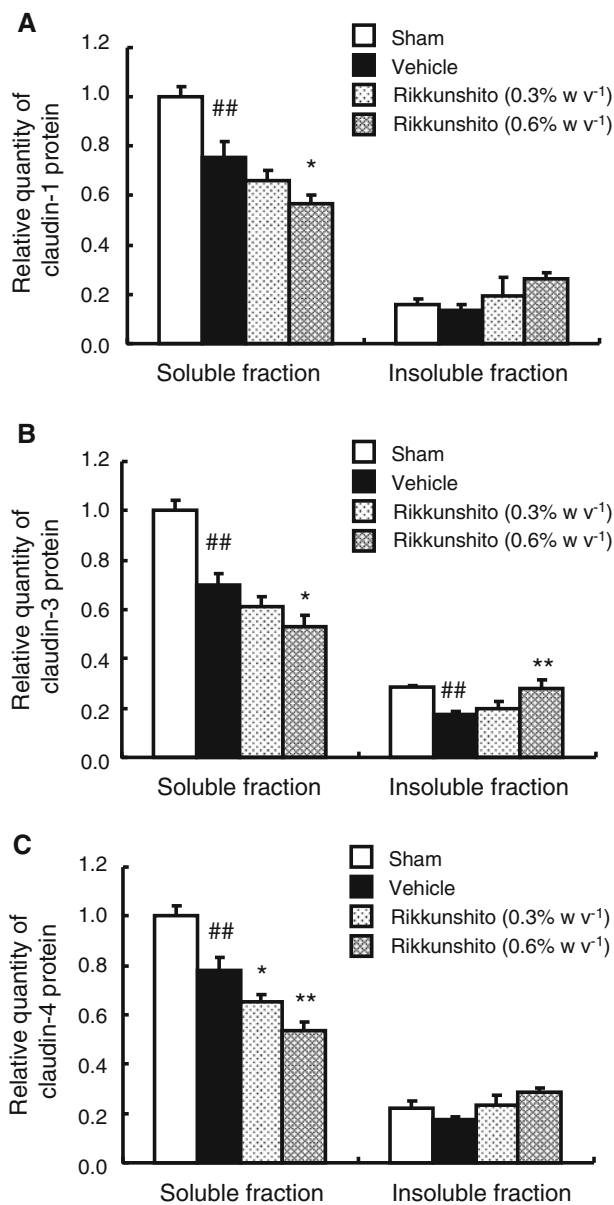 A
Relative quantity of
claudin-1 protein
1.2
1.0
0.8
0.6
0.4
0.2
0.0
Sham
Vehicle
Rikkunshito (0.3% w v⁻¹)
Rikkunshito (0.6% w v⁻¹)
##
*
Soluble fraction
Insoluble fraction
B
Relative quantity of
claudin-3 protein
1.2
1.0
0.8
0.6
0.4
0.2
0.0
Sham
Vehicle
Rikkunshito (0.3% w v⁻¹)
Rikkunshito (0.6% w v⁻¹)
##
*
##
**
Soluble fraction
Insoluble fraction
C
Relative quantity of
claudin-4 protein
1.2
1.0
0.8
0.6
0.4
0.2
0.0
Sham
Vehicle
Rikkunshito (0.3% w v⁻¹)
Rikkunshito (0.6% w v⁻¹)
##
*
**
Soluble fraction
Insoluble fraction